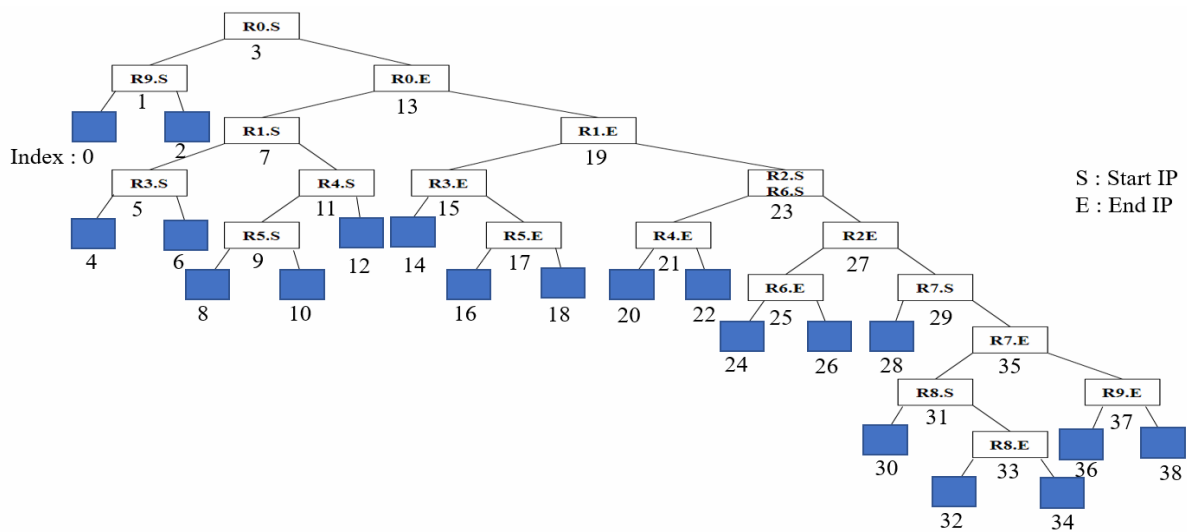 R0.S
3
R9.S
R0.E
1
13
R1.S
R1.E
Index : 0
2
7
19
R3.S
R4.S
R3.E
R2.S
R6.S
S : Start IP
5
11
15
23
E : End IP
R5.S
R5.E
R4.E
R2E
4
6
9
12
14
17
21
27
R6.E
R7.S
8
10
16
18
20
22
25
29
R7.E
24
26
28
35
R8.S
R9.E
31
37
R8.E
30
33
36
38
32
34